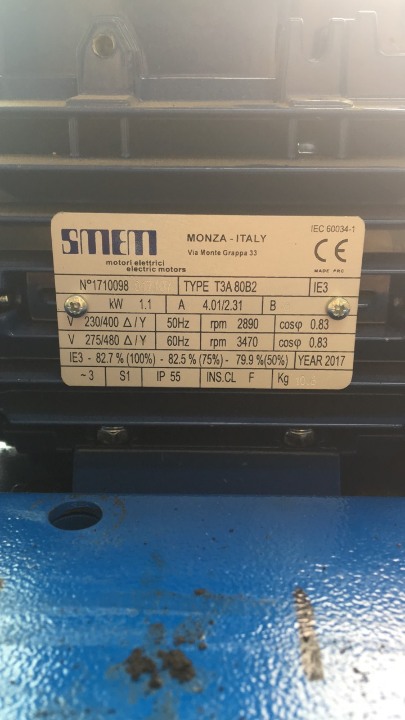 SMEM
motori elettrici
electric motors
MONZA - ITALY
Via Monte Grappa 33
IEC 60034-1
CE
MADE PRC
N°1710098 TYPE T3A 80B2 IE3
kW 1.1 A 4.01/2.31 B
V 230/400 Δ/Y 50Hz rpm 2890 cosφ 0.83
V 275/480 Δ/Y 60Hz rpm 3470 cosφ 0.83
IE3 - 82.7 % (100%) - 82.5 % (75%) - 79.9 %(50%) YEAR 2017
~ 3 S1 IP 55 INS.CL F Kg